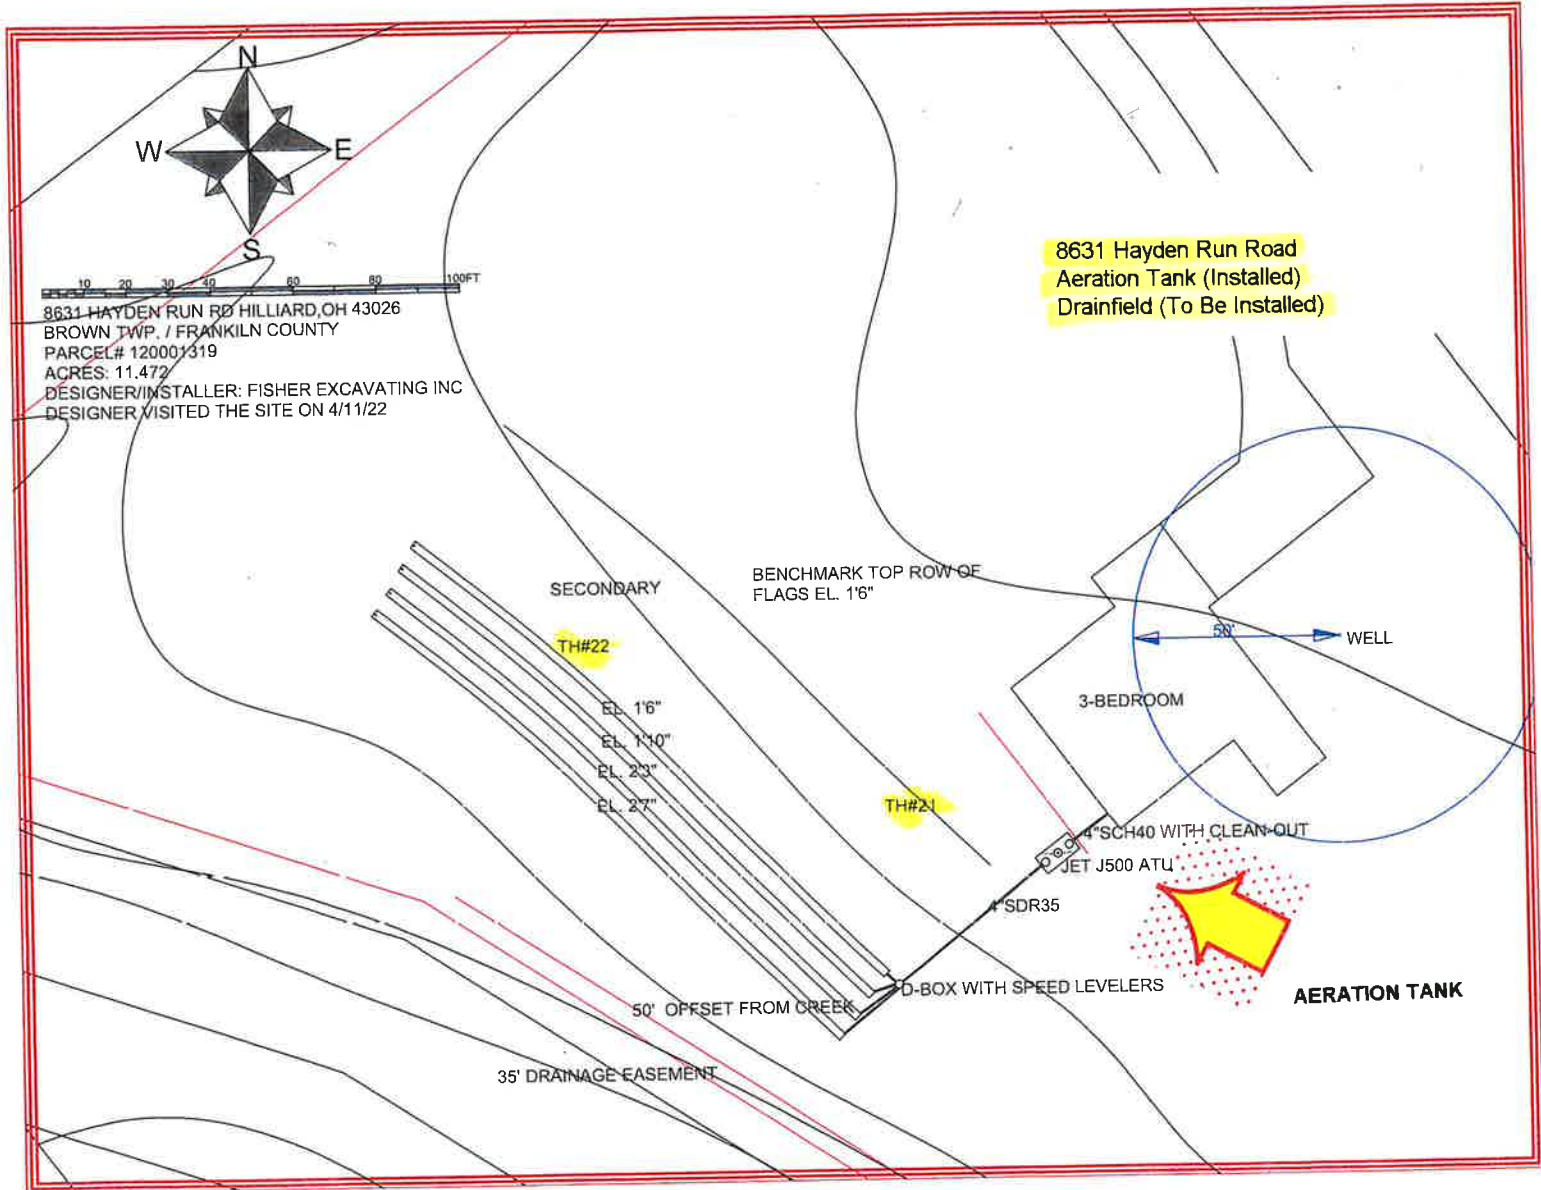 N
W
E
S
10 20 30 40 60 80 100FT
8631 HAYDEN RUN RD HILLIARD,OH 43026
BROWN TWP. / FRANKILN COUNTY
PARCEL# 120001319
ACRES: 11.472
DESIGNER/INSTALLER: FISHER EXCAVATING INC
DESIGNER VISITED THE SITE ON 4/11/22
8631 Hayden Run Road
Aeration Tank (Installed)
Drainfield (To Be Installed)
SECONDARY
BENCHMARK TOP ROW OF
FLAGS EL. 1'6"
TH#22
50'
WELL
3-BEDROOM
EL. 1'6"
EL. 1'10"
EL. 2'3"
EL. 2'7"
TH#21
4"SCH40 WITH CLEAN-OUT
JET J500 ATU
4"SDR35
D-BOX WITH SPEED LEVELERS
AERATION TANK
50' OFFSET FROM CREEK
35' DRAINAGE EASEMENT